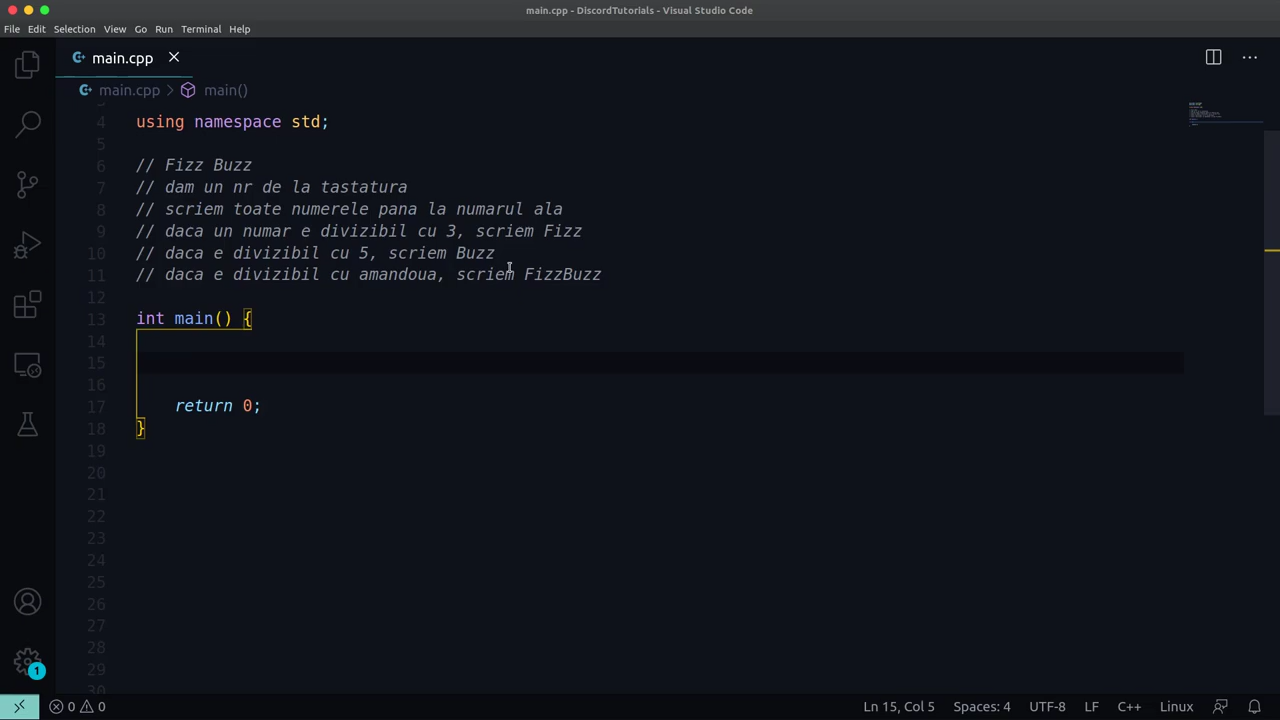 main.cpp - DiscordTutorials - Visual Studio Code
File Edit Selection View Go Run Terminal Help
main.cpp
main.cpp > main()
4 using namespace std;
5
6 // Fizz Buzz
7 // dam un nr de la tastatura
8 // scriem toate numerele pana la numarul ala
9 // daca un numar e divizibil cu 3, scriem Fizz
10 // daca e divizibil cu 5, scriem Buzz
11 // daca e divizibil cu amandoua, scriem FizzBuzz
12
13 int main() {
14
15
16
17 return 0;
18 }
19
20
21
22
23
24
25
26
27
28
29
30
1
0 0 Ln 15, Col 5 Spaces: 4 UTF-8 LF C++ Linux